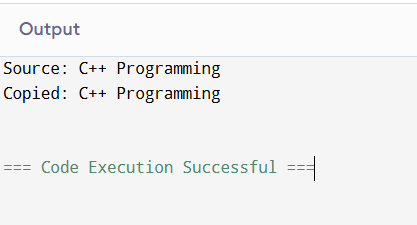 Output
Source: C++ Programming
Copied: C++ Programming
=== Code Execution Successful ===